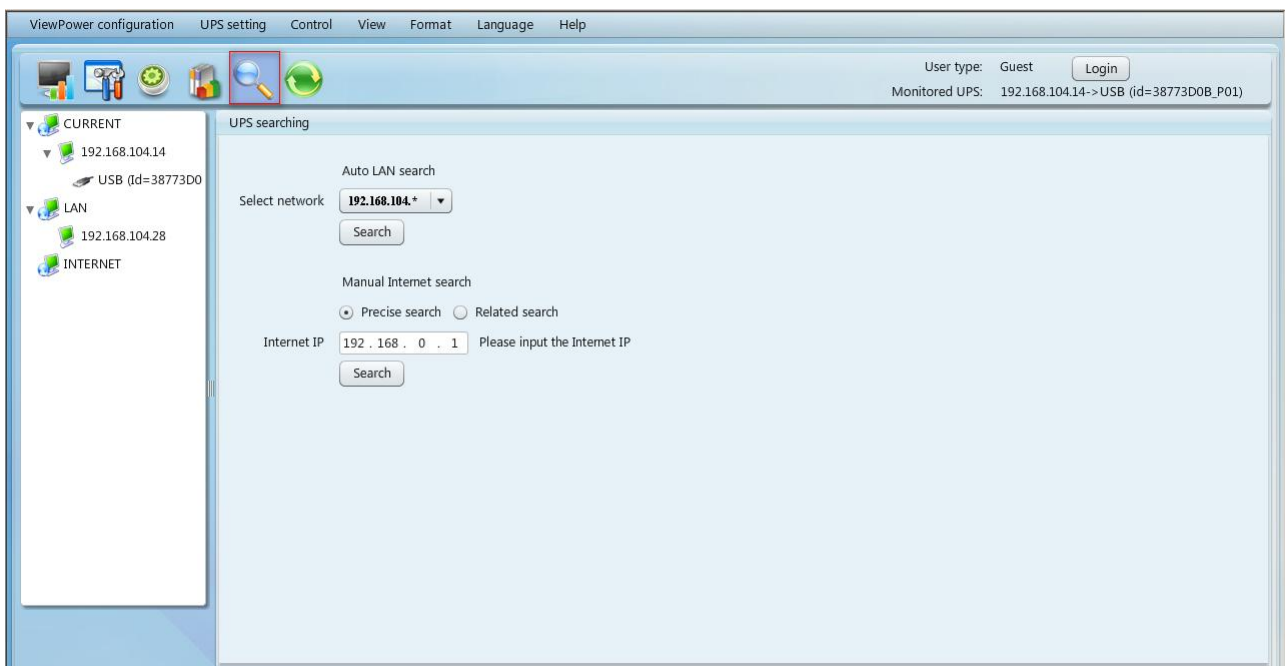 ViewPower configuration UPS setting Control View Format Language Help
User type: Guest Login
Monitored UPS: 192.168.104.14->USB (id=38773D0B_P01)
CURRENT
192.168.104.14
USB (Id=38773D0
LAN
192.168.104.28
INTERNET
UPS searching
Auto LAN search
Select network 192.168.104.*
Search
Manual Internet search
Precise search Related search
Internet IP 192 . 168 . 0 . 1 Please input the Internet IP
Search